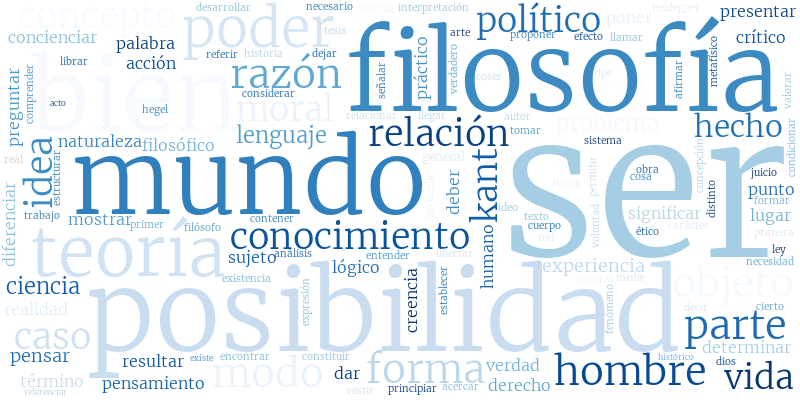 desarrollar
necesario
social
interpretación
heidegger
concepto
poder
político
poner
presentar
concienciar
palabra
referir
historia
tesis
dejar
arte
proponer
efecto
llamar
crítico
librar
acción
razón
señalar
práctico
verdadero
filosofía
afirmar
metafísico
preguntar
comprender
bien
considerar
coser
tipo
valorar
acto
hegel
moral
relacionar
llegar
autor
problema
hecho
naturaleza
filosófico
lenguaje
relación
tomar
sistema
condicionar
real
idea
estructurar
mundo
general
kant
ser
permitir
concepción
juicio
obra
cosa
diferenciar
deber
basar
distinto
punto
formar
trabajo
mostrar
primer
filósofo
contener
video
texto
cuerpo
voluntad
significar
ético
carácter
lugar
primera
teoría
conocimiento
humano
sujeto
análisis
entender
libertar
ley
necesidad
ciencia
existencia
lógico
creencia
establecer
experiencia
natural
medir
objeto
realidad
posibilidad
expresión
fenómeno
decir
cierto
caso
parte
determinar
pensar
resultar
existe
encontrar
constituir
verdad
histórico
dios
término
pensamiento
modo
dar
forma
derecho
hombre
vida
referenciar
vestir
principiar
acercar